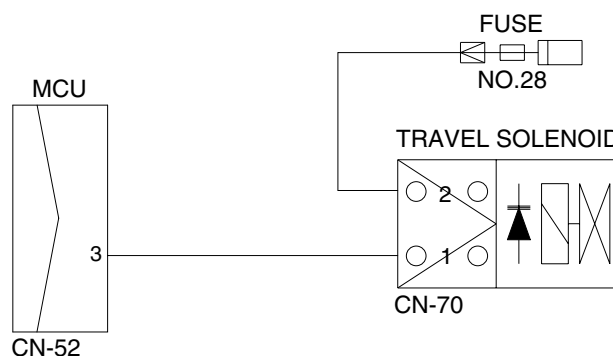 FUSE
NO.28
MCU
TRAVEL SOLENOID
2
3
1
CN-70
CN-52